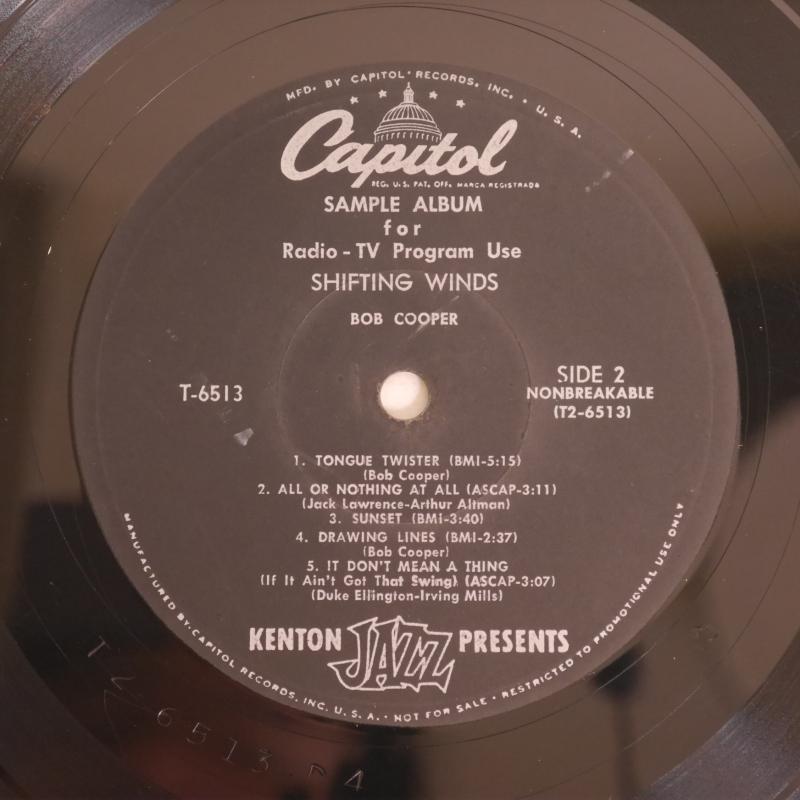 MFD. BY CAPITOL RECORDS, INC. • U. S. A.
Capitol
REG. U. S. PAT. OFF. MARCA REGISTRADA
SAMPLE ALBUM
for
Radio - TV Program Use
SHIFTING WINDS
BOB COOPER
T-6513
SIDE 2
NONBREAKABLE
(T2-6513)
1. TONGUE TWISTER (BMI-5:15)
(Bob Cooper)
2. ALL OR NOTHING AT ALL (ASCAP-3:11)
(Jack Lawrence-Arthur Altman)
3. SUNSET (BMI-3:40)
4. DRAWING LINES (BMI-2:37)
(Bob Cooper)
5. IT DON'T MEAN A THING
(If It Ain't Got That Swing) (ASCAP-3:07)
(Duke Ellington-Irving Mills)
KENTON JAZZ PRESENTS
MANUFACTURED BY CAPITOL RECORDS, INC. U. S. A. • NOT FOR SALE • RESTRICTED TO PROMOTIONAL USE ONLY
T2 6513